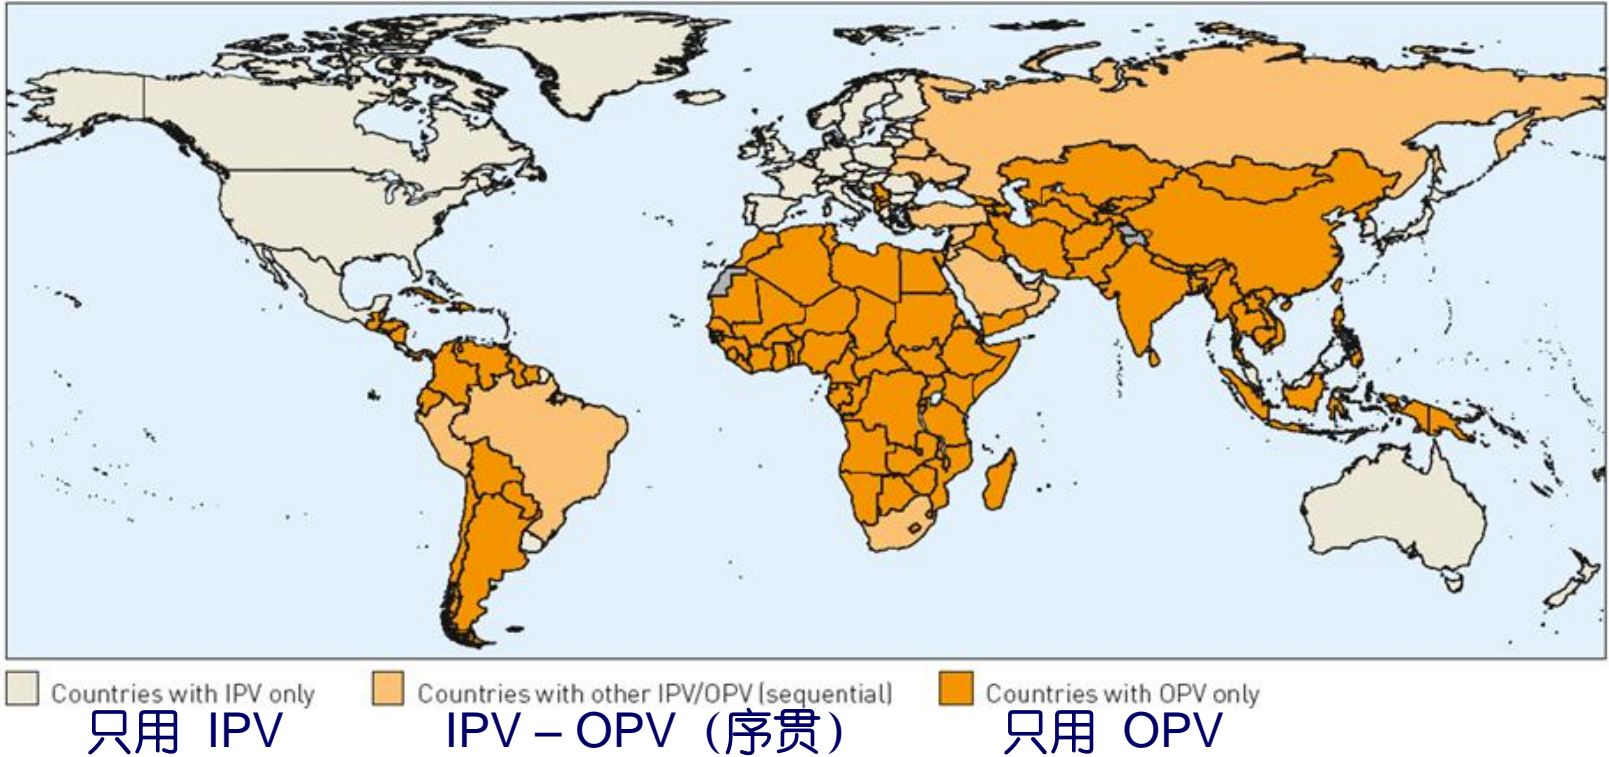 Countries with IPV only Countries with other IPV/OPV (sequential) Countries with OPV only
只用 IPV IPV – OPV（序贯） 只用 OPV